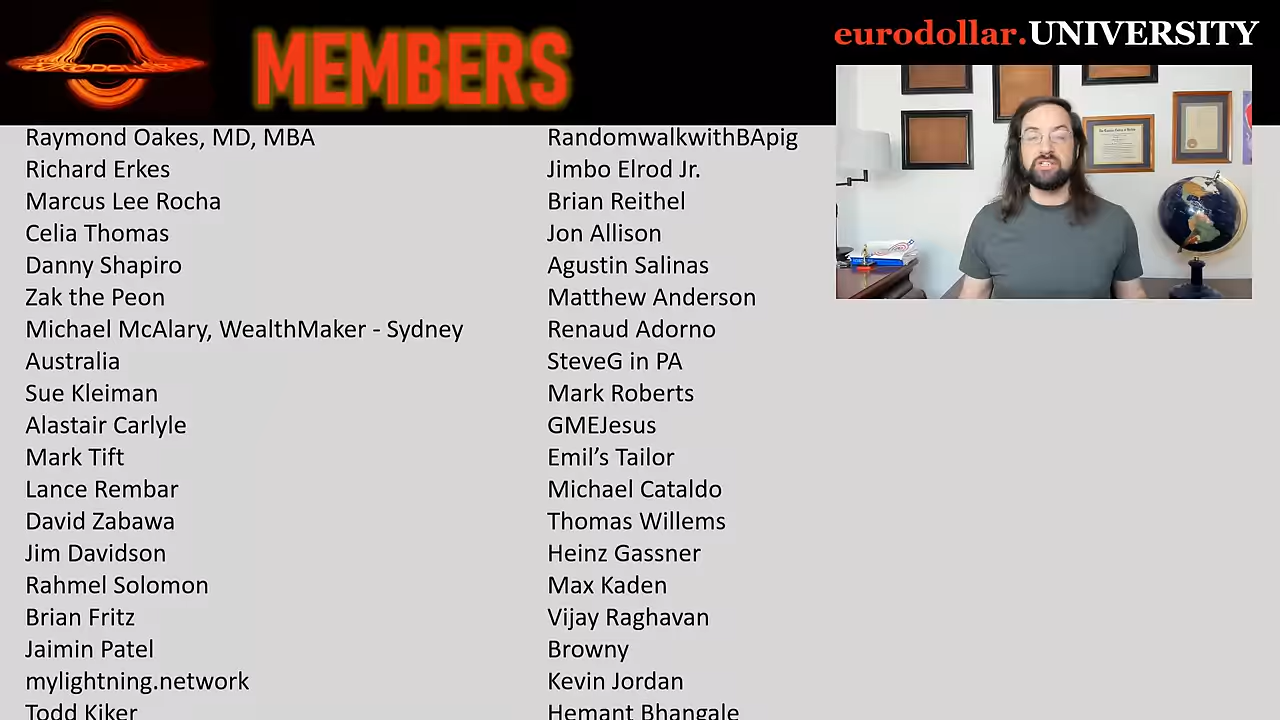 MEMBERS
eurodollar.UNIVERSITY
Raymond Oakes, MD, MBA
Richard Erkes
Marcus Lee Rocha
Celia Thomas
Danny Shapiro
Zak the Peon
Michael McAlary, WealthMaker - Sydney
Australia
Sue Kleiman
Alastair Carlyle
Mark Tift
Lance Rembar
David Zabawa
Jim Davidson
Rahmel Solomon
Brian Fritz
Jaimin Patel
mylightning.network
Todd Kiker
RandomwalkwithBApig
Jimbo Elrod Jr.
Brian Reithel
Jon Allison
Agustin Salinas
Matthew Anderson
Renaud Adorno
SteveG in PA
Mark Roberts
GMEJesus
Emil’s Tailor
Michael Cataldo
Thomas Willems
Heinz Gassner
Max Kaden
Vijay Raghavan
Browny
Kevin Jordan
Hemant Bhangale